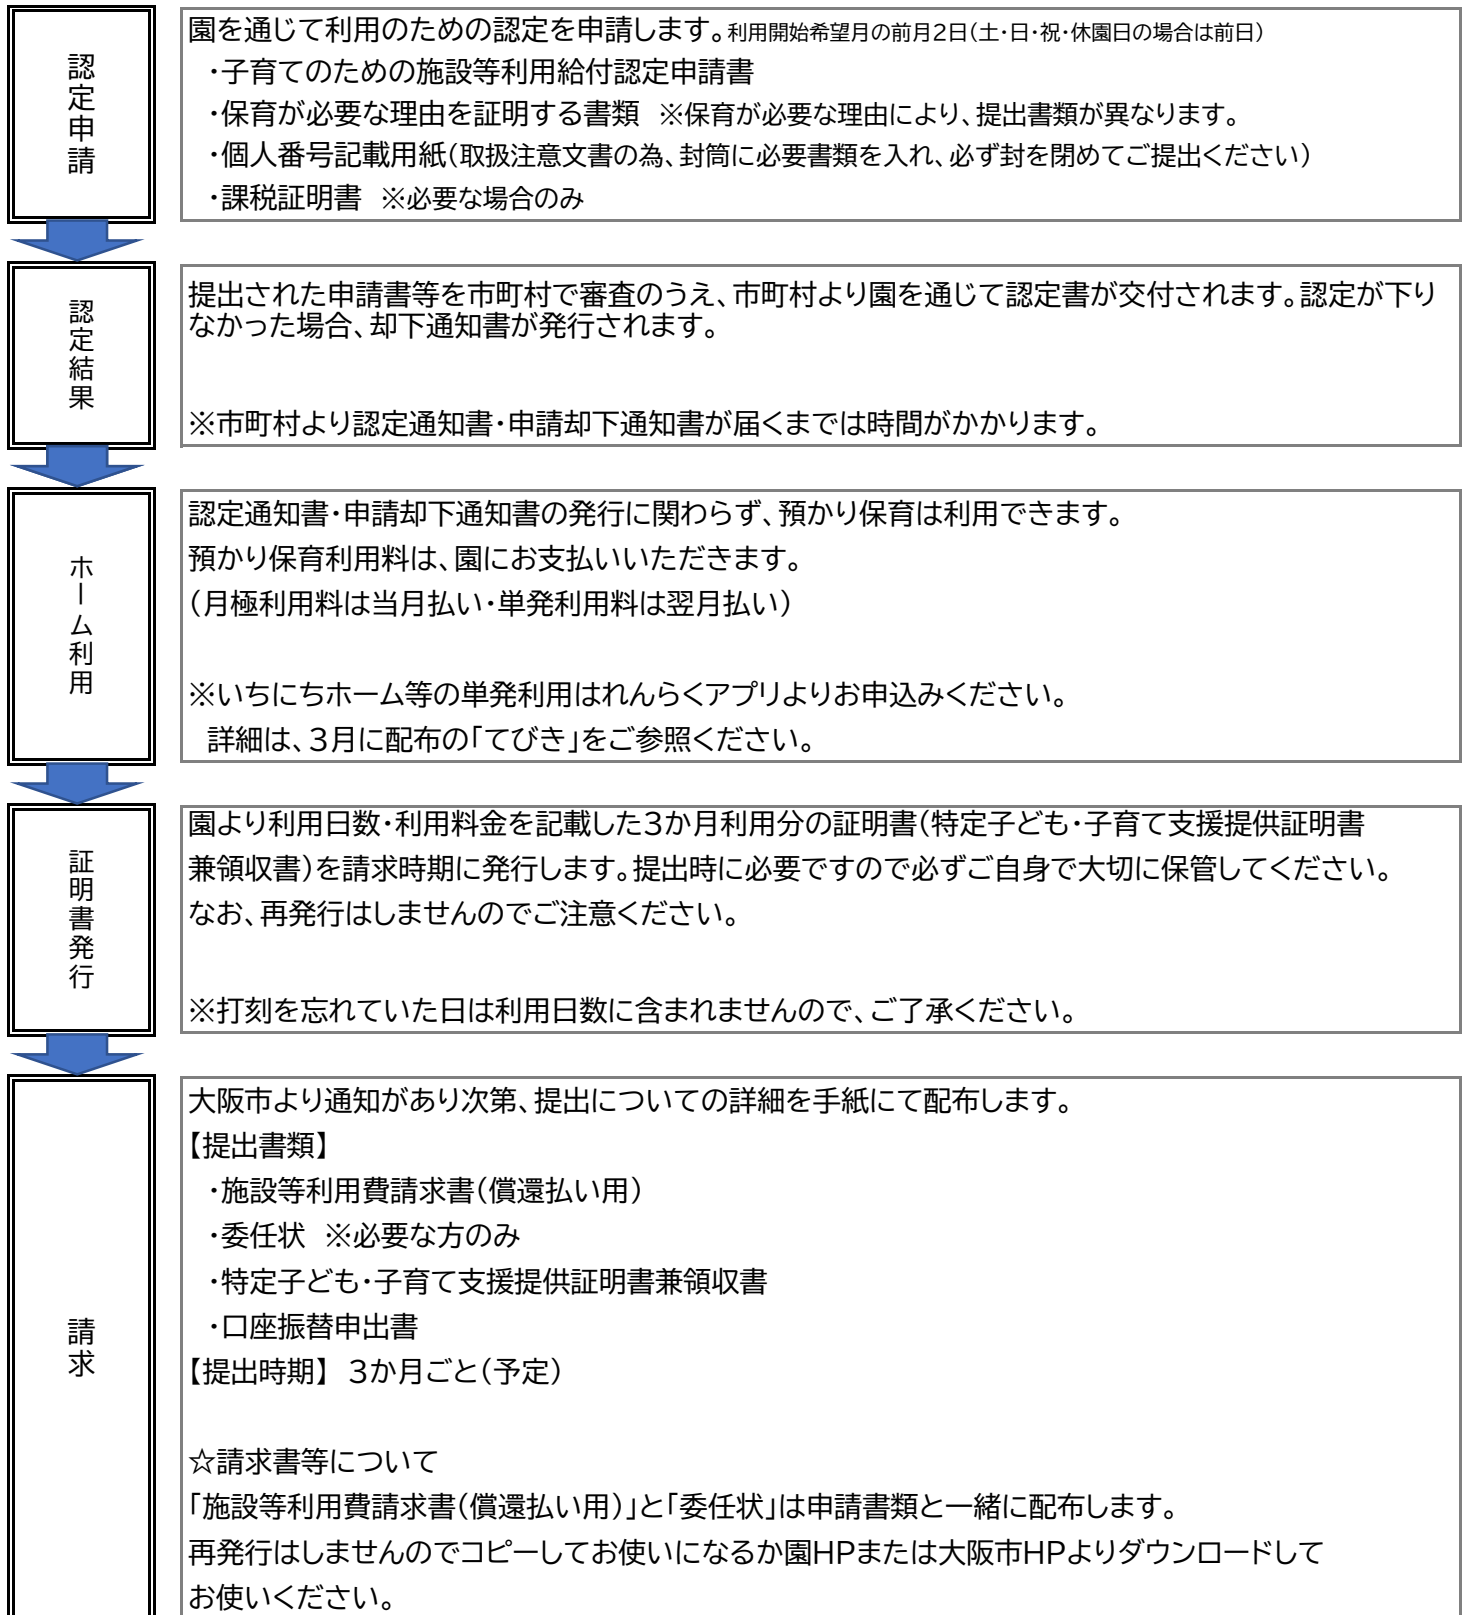 認定申請
園を通じて利用のための認定を申請します。利用開始希望月の前月2日(土・日・祝・休園日の場合は前日)
・子育てのための施設等利用給付認定申請書
・保育が必要な理由を証明する書類　※保育が必要な理由により、提出書類が異なります。
・個人番号記載用紙(取扱注意文書の為、封筒に必要書類を入れ、必ず封を閉めてご提出ください)
・課税証明書　※必要な場合のみ
認定結果
提出された申請書等を市町村で審査のうえ、市町村より園を通じて認定書が交付されます。認定が下り
なかった場合、却下通知書が発行されます。
※市町村より認定通知書・申請却下通知書が届くまでは時間がかかります。
ホーム利用
認定通知書・申請却下通知書の発行に関わらず、預かり保育は利用できます。
預かり保育利用料は、園にお支払いいただきます。
(月極利用料は当月払い・単発利用料は翌月払い)
※いちにちホーム等の単発利用はれんらくアプリよりお申込みください。
詳細は、3月に配布の「てびき」をご参照ください。
証明書発行
園より利用日数・利用料金を記載した3か月利用分の証明書(特定子ども・子育て支援提供証明書
兼領収書)を請求時期に発行します。提出時に必要ですので必ずご自身で大切に保管してください。
なお、再発行はしませんのでご注意ください。
※打刻を忘れていた日は利用日数に含まれませんので、ご了承ください。
請求
大阪市より通知があり次第、提出についての詳細を手紙にて配布します。
【提出書類】
・施設等利用費請求書(償還払い用)
・委任状　※必要な方のみ
・特定子ども・子育て支援提供証明書兼領収書
・口座振替申出書
【提出時期】　3か月ごと(予定)
☆請求書等について
「施設等利用費請求書(償還払い用)」と「委任状」は申請書類と一緒に配布します。
再発行はしませんのでコピーしてお使いになるか園HPまたは大阪市HPよりダウンロードして
お使いください。